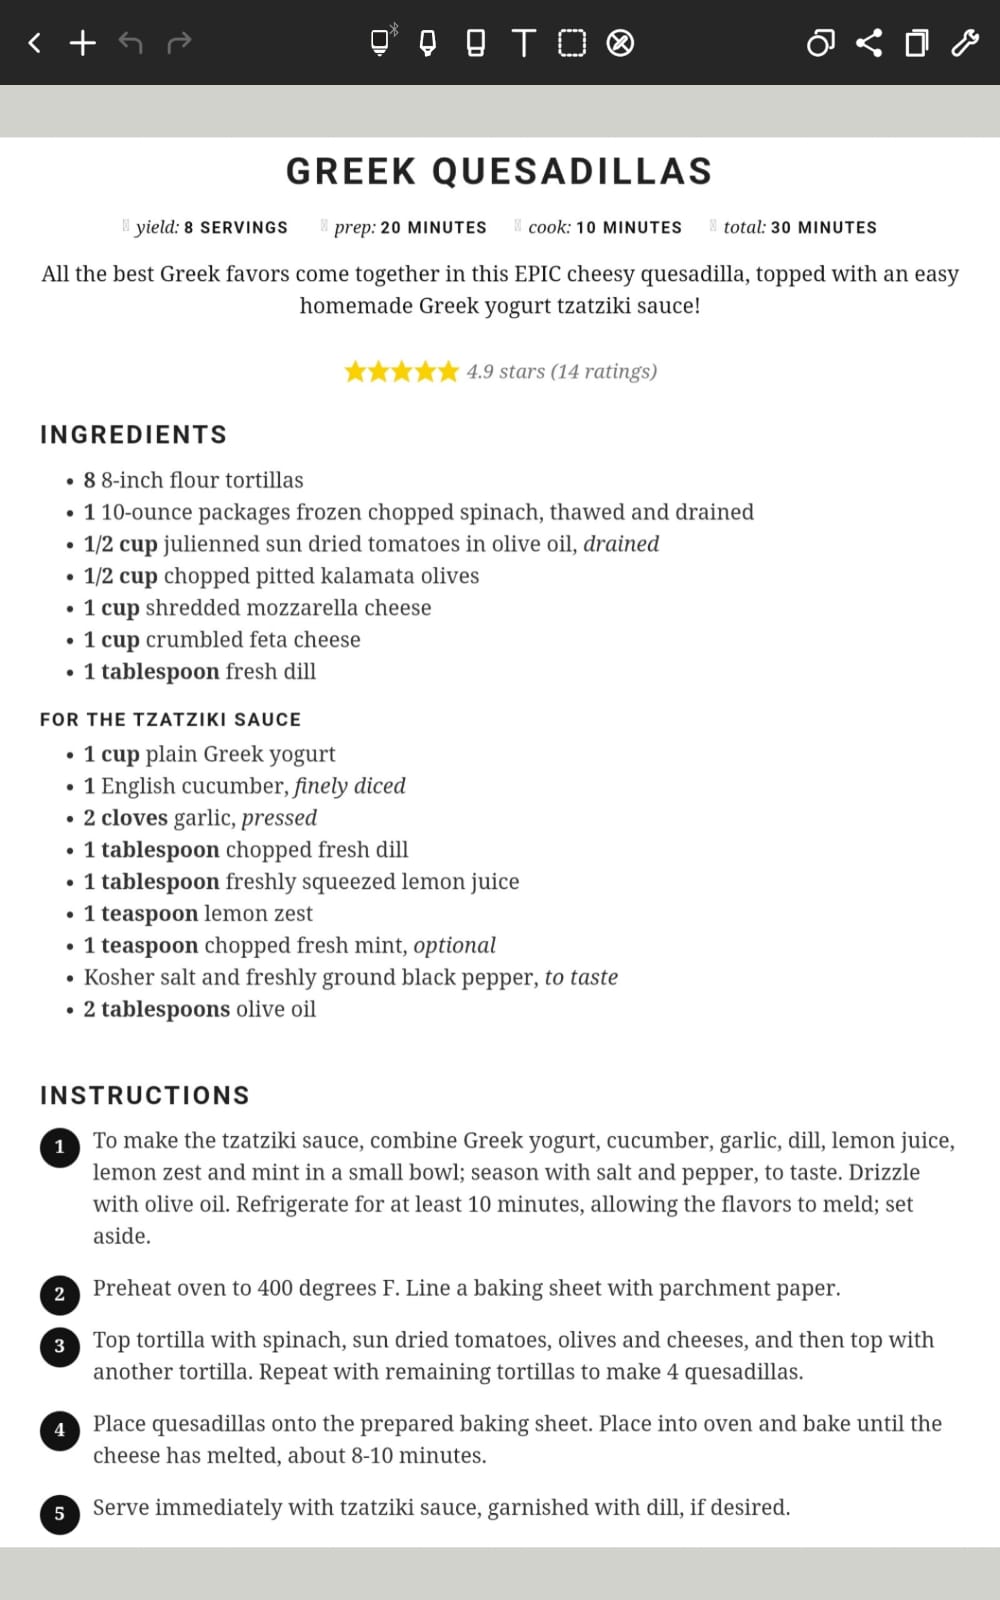 GREEK QUESADILLAS
yield: 8 SERVINGS prep: 20 MINUTES cook: 10 MINUTES total: 30 MINUTES
All the best Greek favors come together in this EPIC cheesy quesadilla, topped with an easy
homemade Greek yogurt tzatziki sauce!
4.9 stars (14 ratings)
INGREDIENTS
• 8 8-inch flour tortillas
• 1 10-ounce packages frozen chopped spinach, thawed and drained
• 1/2 cup julienned sun dried tomatoes in olive oil, drained
• 1/2 cup chopped pitted kalamata olives
• 1 cup shredded mozzarella cheese
• 1 cup crumbled feta cheese
• 1 tablespoon fresh dill
FOR THE TZATZIKI SAUCE
• 1 cup plain Greek yogurt
• 1 English cucumber, finely diced
• 2 cloves garlic, pressed
• 1 tablespoon chopped fresh dill
• 1 tablespoon freshly squeezed lemon juice
• 1 teaspoon lemon zest
• 1 teaspoon chopped fresh mint, optional
• Kosher salt and freshly ground black pepper, to taste
• 2 tablespoons olive oil
INSTRUCTIONS
1 To make the tzatziki sauce, combine Greek yogurt, cucumber, garlic, dill, lemon juice,
lemon zest and mint in a small bowl; season with salt and pepper, to taste. Drizzle
with olive oil. Refrigerate for at least 10 minutes, allowing the flavors to meld; set
aside.
2 Preheat oven to 400 degrees F. Line a baking sheet with parchment paper.
3 Top tortilla with spinach, sun dried tomatoes, olives and cheeses, and then top with
another tortilla. Repeat with remaining tortillas to make 4 quesadillas.
4 Place quesadillas onto the prepared baking sheet. Place into oven and bake until the
cheese has melted, about 8-10 minutes.
5 Serve immediately with tzatziki sauce, garnished with dill, if desired.